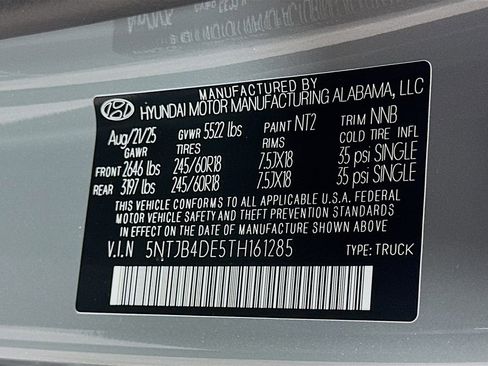 MANUFACTURED BY
HYUNDAI MOTOR MANUFACTURING ALABAMA, LLC
Aug/21/25 GVWR 5522 lbs PAINT NT2 TRIM NNB
GAWR TIRES RIMS COLD TIRE INFL
FRONT 2646 lbs 245/60R18 7.5JX18 35 psi SINGLE
REAR 3197 lbs 245/60R18 7.5JX18 35 psi SINGLE
THIS VEHICLE CONFORMS TO ALL APPLICABLE U.S.A. FEDERAL
MOTOR VEHICLE SAFETY AND THEFT PREVENTION STANDARDS
IN EFFECT ON THE DATE OF MANUFACTURE SHOWN ABOVE.
V.I.N 5NTJB4DE5TH161285 TYPE: TRUCK